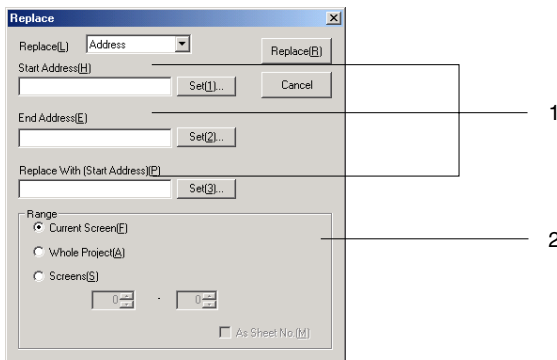 Replace
Replace(L) Address
Replace(R)
Start Address(H)
Set(1)...
Cancel
End Address(E)
Set(2)...
Replace With (Start Address)(P)
Set(3)...
Range
Current Screen(F)
Whole Project(A)
Screens(S)
0 - 0
As Sheet No.(M)
1
2